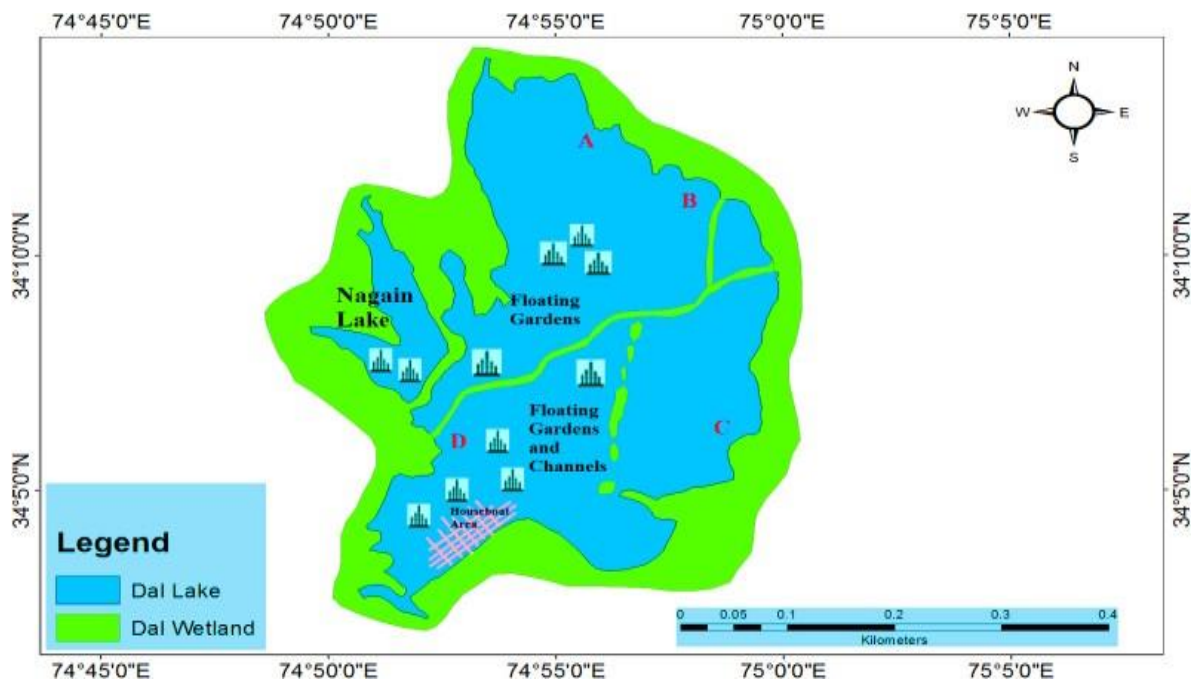 74°45'0"E 74°50'0"E 74°55'0"E 75°0'0"E 75°5'0"E
N
W E
S
A
B
34°10'0"N 34°10'0"N
Nagain
Lake
Floating
Gardens
Floating
Gardens
and
Channels
C
D
34°5'0"N 34°5'0"N
Houseboat
Area
Legend
Dal Lake
Dal Wetland
0 0.05 0.1 0.2 0.3 0.4
Kilometers
74°45'0"E 74°50'0"E 74°55'0"E 75°0'0"E 75°5'0"E